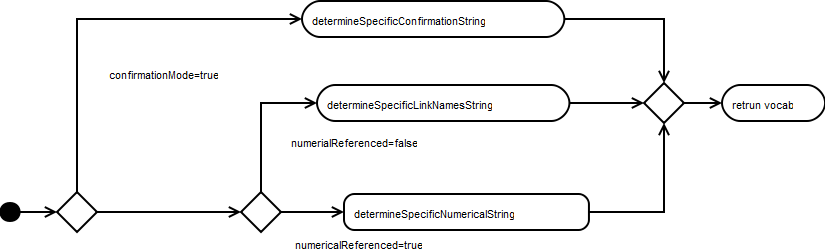 determineSpecificConfirmationString
confirmationMode=true
determineSpecificLinkNamesString
retrun vocab
numerialReferenced=false
determineSpecificNumericalString
numericalReferenced=true